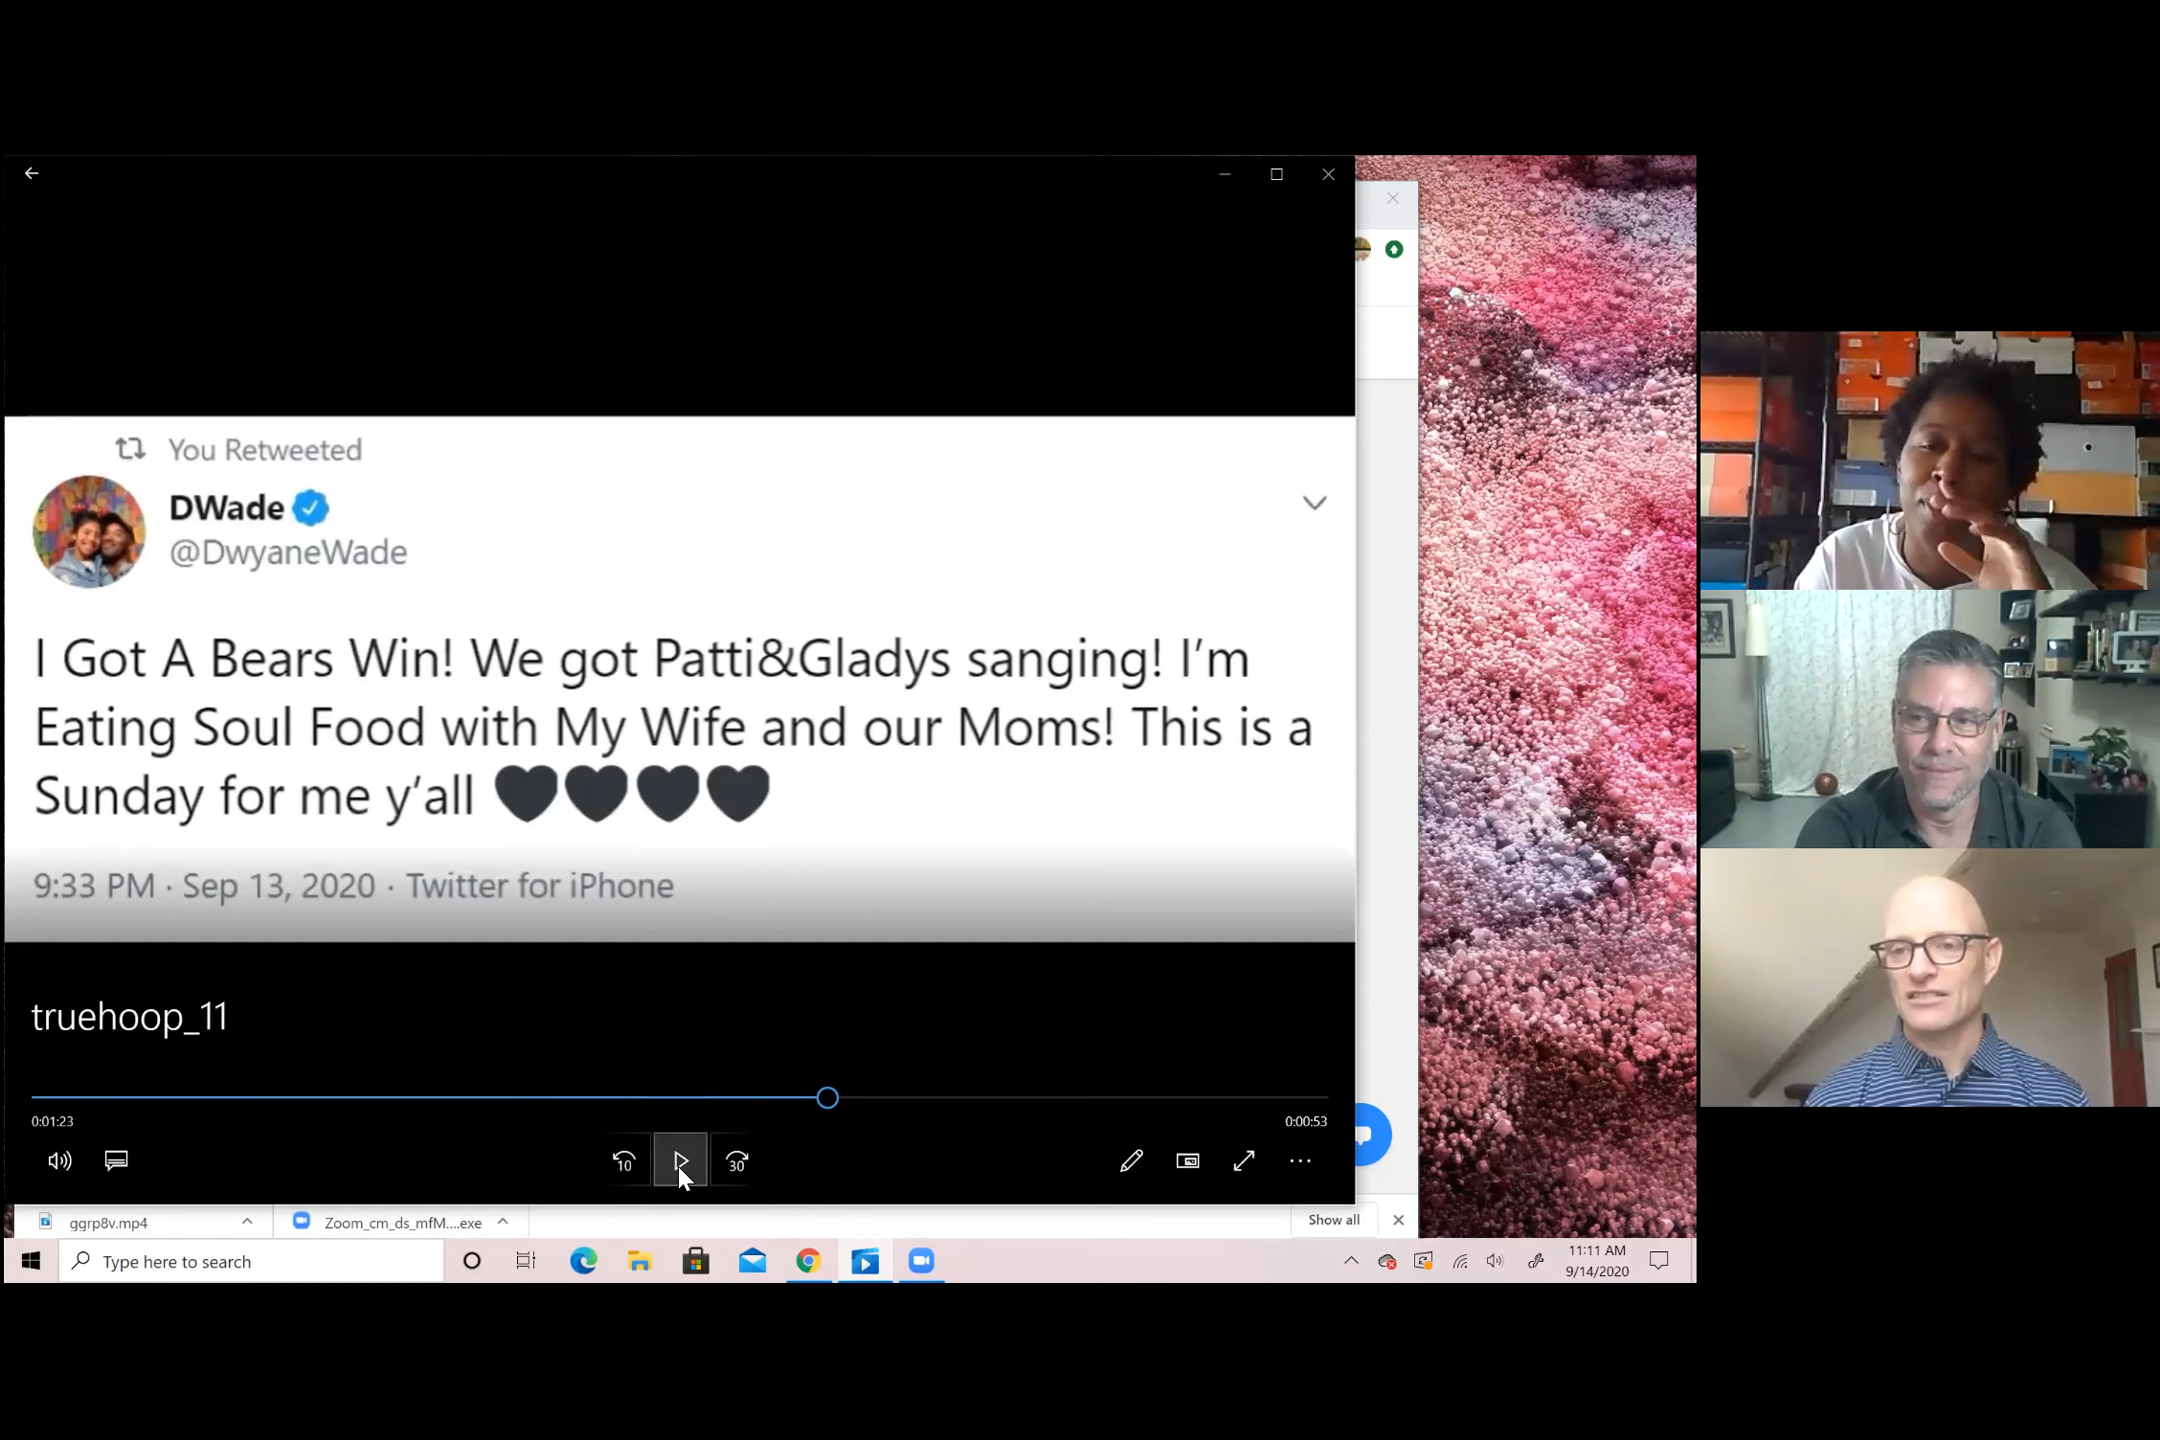 You Retweeted
DWade
@DwyaneWade
I Got A Bears Win! We got Patti&Gladys sanging! I’m
Eating Soul Food with My Wife and our Moms! This is a
Sunday for me y’all 🖤🖤🖤🖤
9:33 PM · Sep 13, 2020 · Twitter for iPhone
truehoop_11
0:01:23
0:00:53
10
30
ggrp8v.mp4
Zoom_cm_ds_mfM....exe
Show all
Type here to search
11:11 AM
9/14/2020